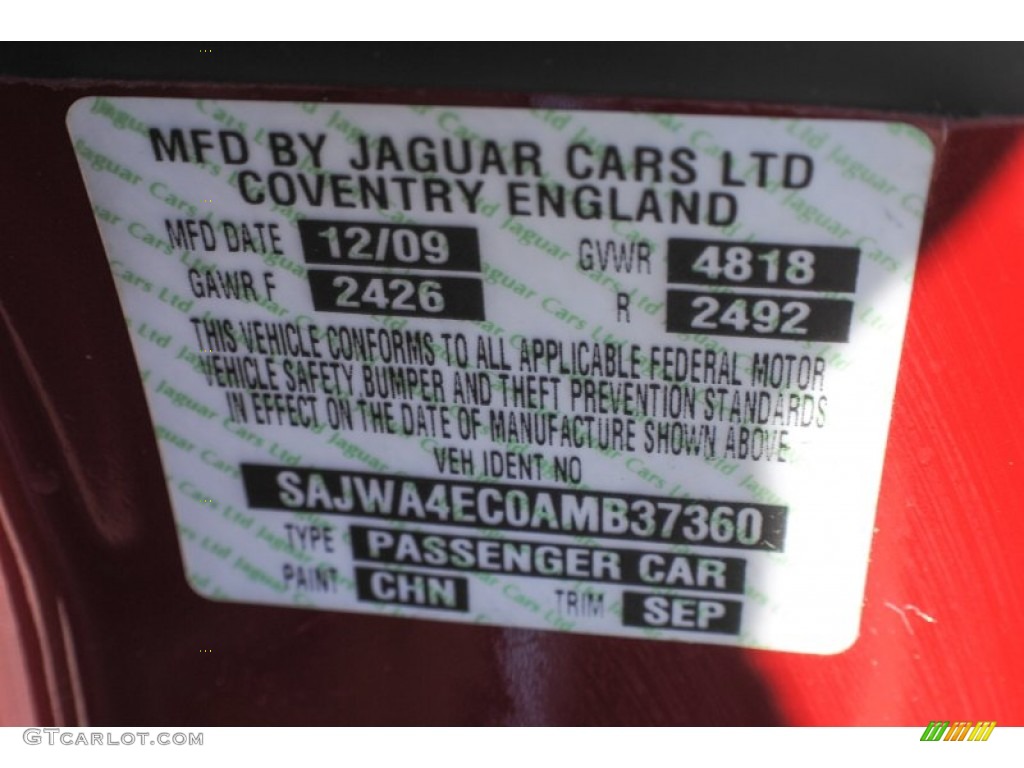 MFD BY JAGUAR CARS LTD
COVENTRY ENGLAND
MFD DATE 12/09 GVWR 4818
GAWR F 2426 R 2492
THIS VEHICLE CONFORMS TO ALL APPLICABLE FEDERAL MOTOR
VEHICLE SAFETY, BUMPER AND THEFT PREVENTION STANDARDS
IN EFFECT ON THE DATE OF MANUFACTURE SHOWN ABOVE
VEH IDENT NO
SAJWA4EC0AMB37360
TYPE PASSENGER CAR
PAINT CHN TRIM SEP
GTCARLOT.COM